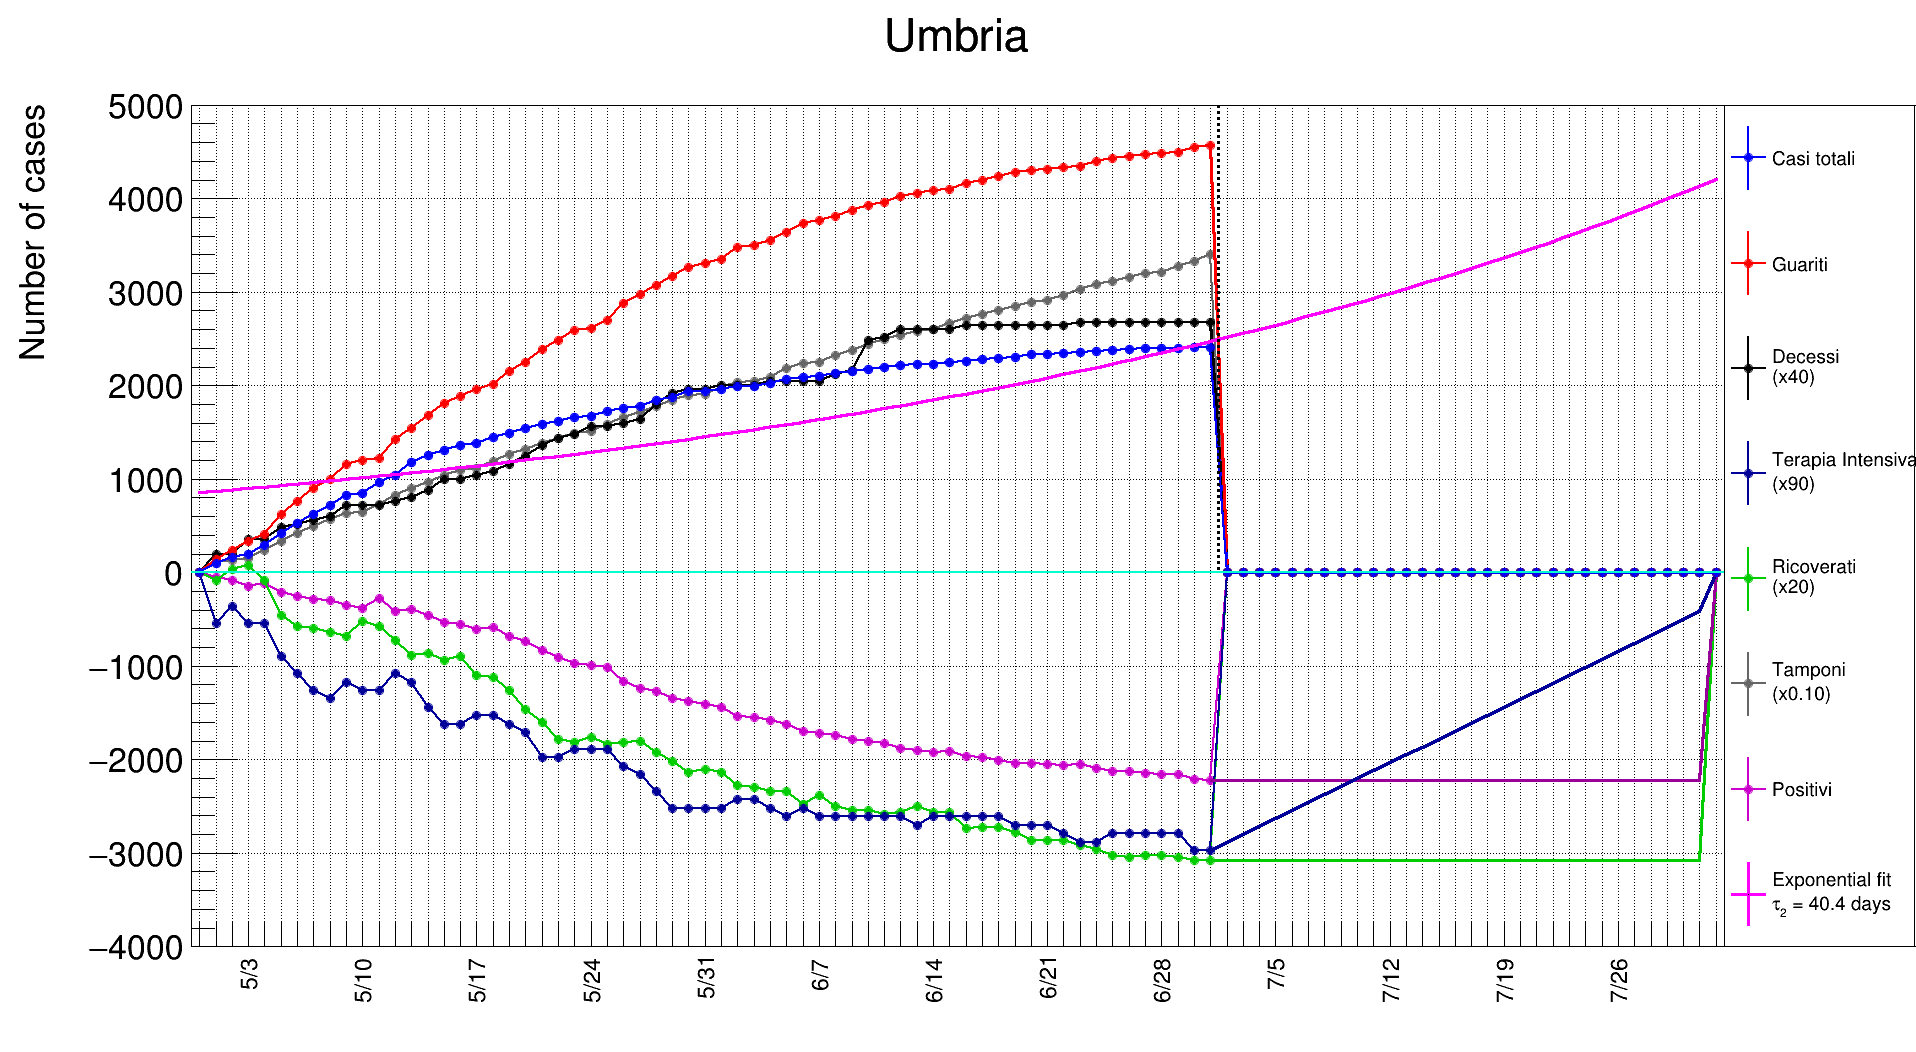 Umbria
Number of cases
5000
4000
3000
2000
1000
0
−1000
−2000
−3000
−4000
5/3
5/10
5/17
5/24
5/31
6/7
6/14
6/21
6/28
7/5
7/12
7/19
7/26
Casi totali
Guariti
Decessi
(x40)
Terapia Intensiva
(x90)
Ricoverati
(x20)
Tamponi
(x0.10)
Positivi
Exponential fit
τ2 = 40.4 days